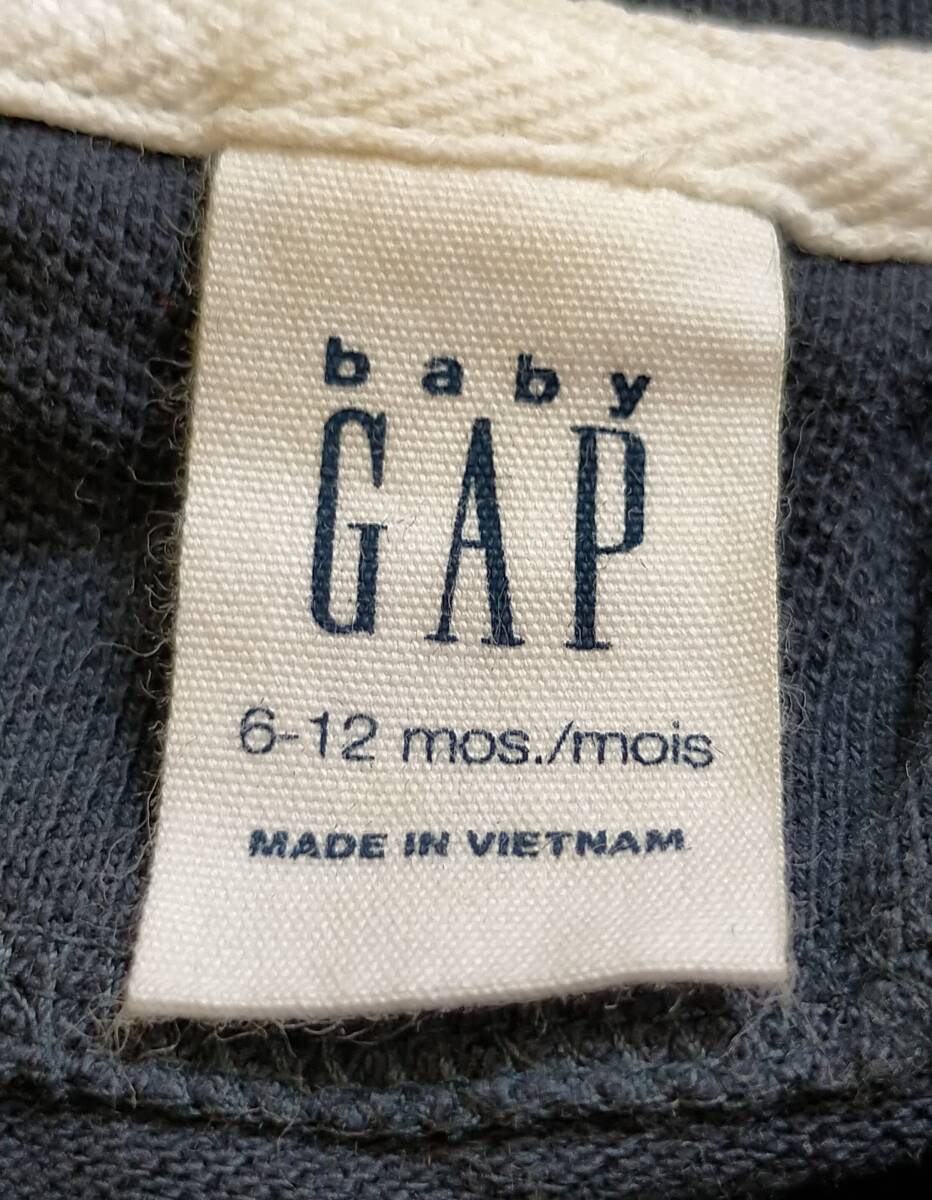 baby
GAP
6-12 mos./mois
MADE IN VIETNAM